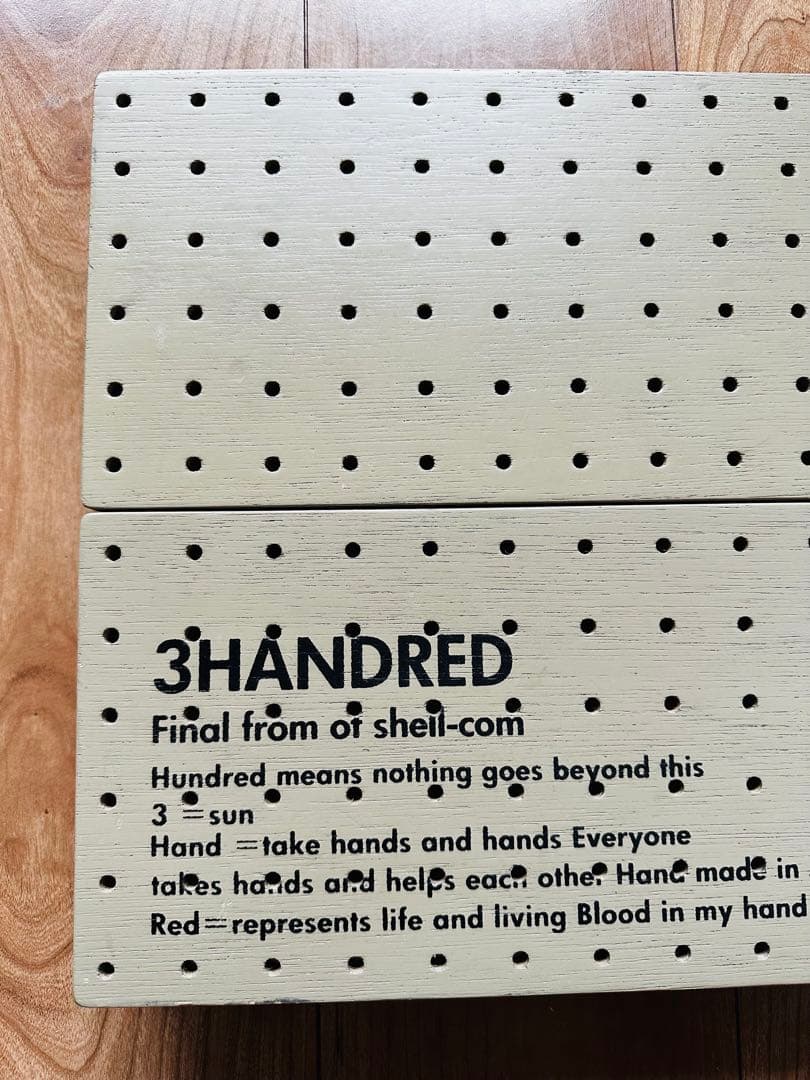 3HANDRED
Final from of shell-com
Hundred means nothing goes beyond this
3 =sun
Hand =take hands and hands Everyone
takes hands and helps each other Hand made in
Red=represents life and living Blood in my hand